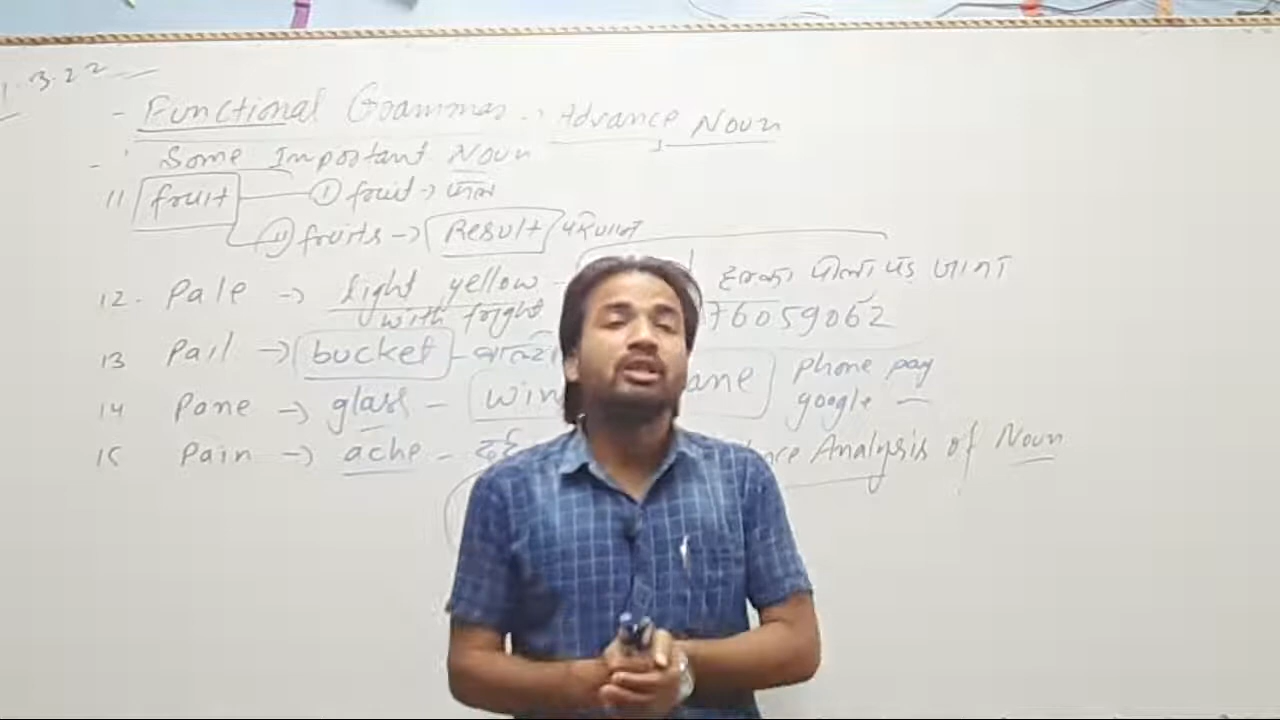 1.3.22
- Functional Grammar -> Advance Noun
- Some Important Noun
11 fruit (i) fruit -> फल
(ii) fruits -> Result परिणाम
12. Pale -> light yellow - हल्का पीला पड़ जाना
with fright 76059062
13 Pail -> bucket -
14 Pane -> glass - phone pay
google -
15 Pain -> ache - Analysis of Noun